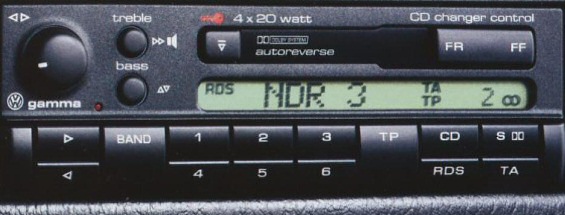 treble 4 x 20 watt CD changer control
DOLBY SYSTEM
autoreverse
FR FF
bass
RDS NDR 3 TA TP 2 ∞
gamma
BAND 1 2 3 TP CD S
4 5 6 RDS TA